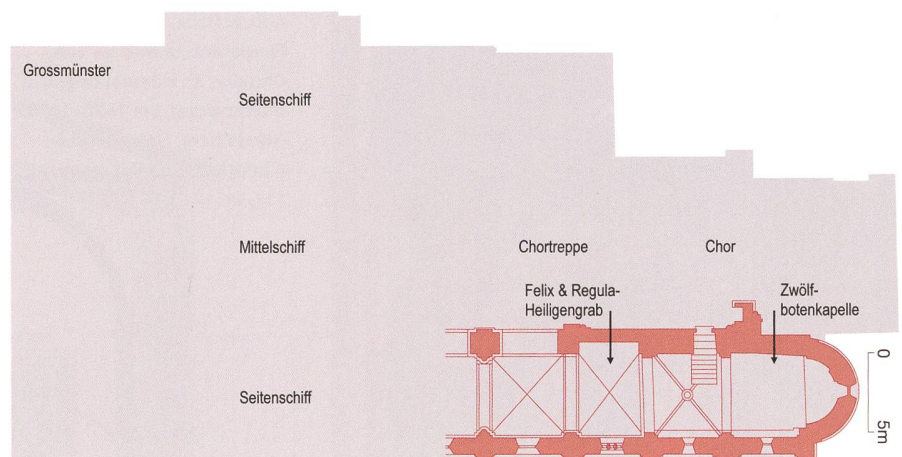 Grossmünster
Seitenschiff
Mittelschiff
Chortreppe
Chor
Felix & Regula-
Heiligengrab
Zwölf-
botenkapelle
Seitenschiff
0
5m